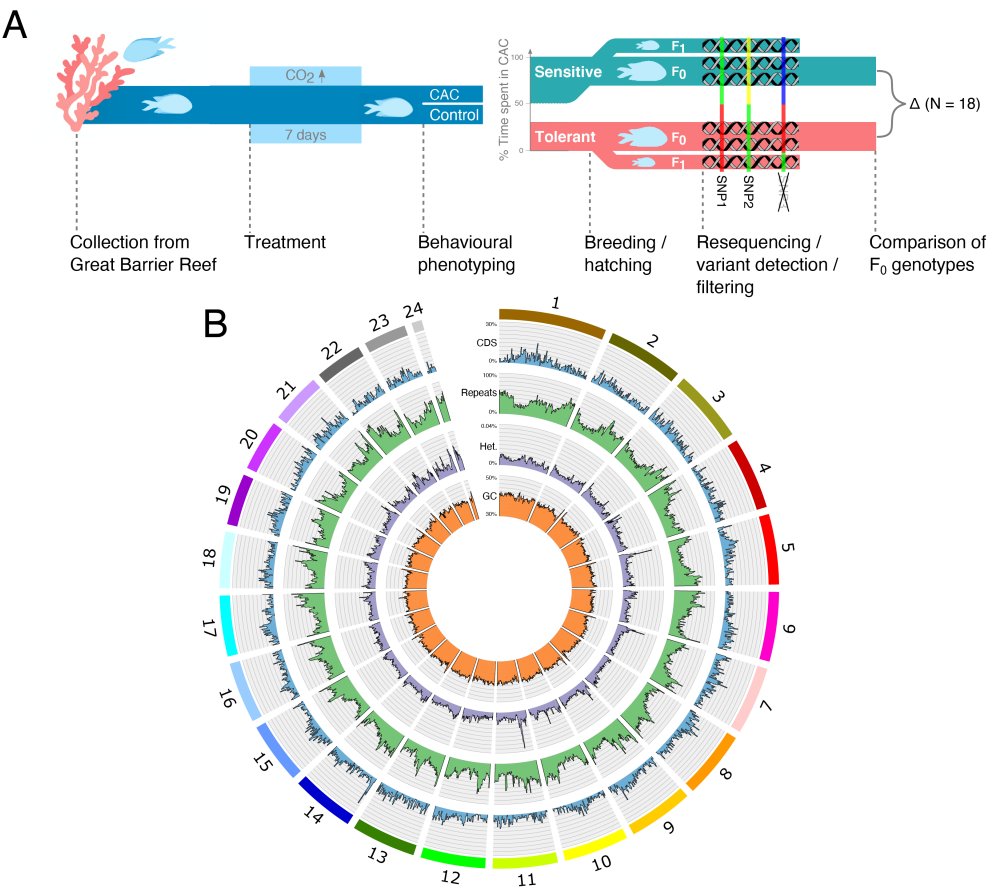 A
CO₂ ↑
7 days
CAC
Control
% Time spent in CAC
100
50
0
Sensitive
F₁
F₀
Tolerant
F₀
F₁
SNP1
SNP2
Δ (N = 18)
Collection from
Great Barrier Reef
Treatment
Behavioural
phenotyping
Breeding /
hatching
Resequencing /
variant detection /
filtering
Comparison of
F₀ genotypes
B
1
2
3
4
5
6
7
8
9
10
11
12
13
14
15
16
17
18
19
20
21
22
23
24
30%
CDS
0%
100%
Repeats
0%
0.04%
Het.
0%
50%
GC
30%